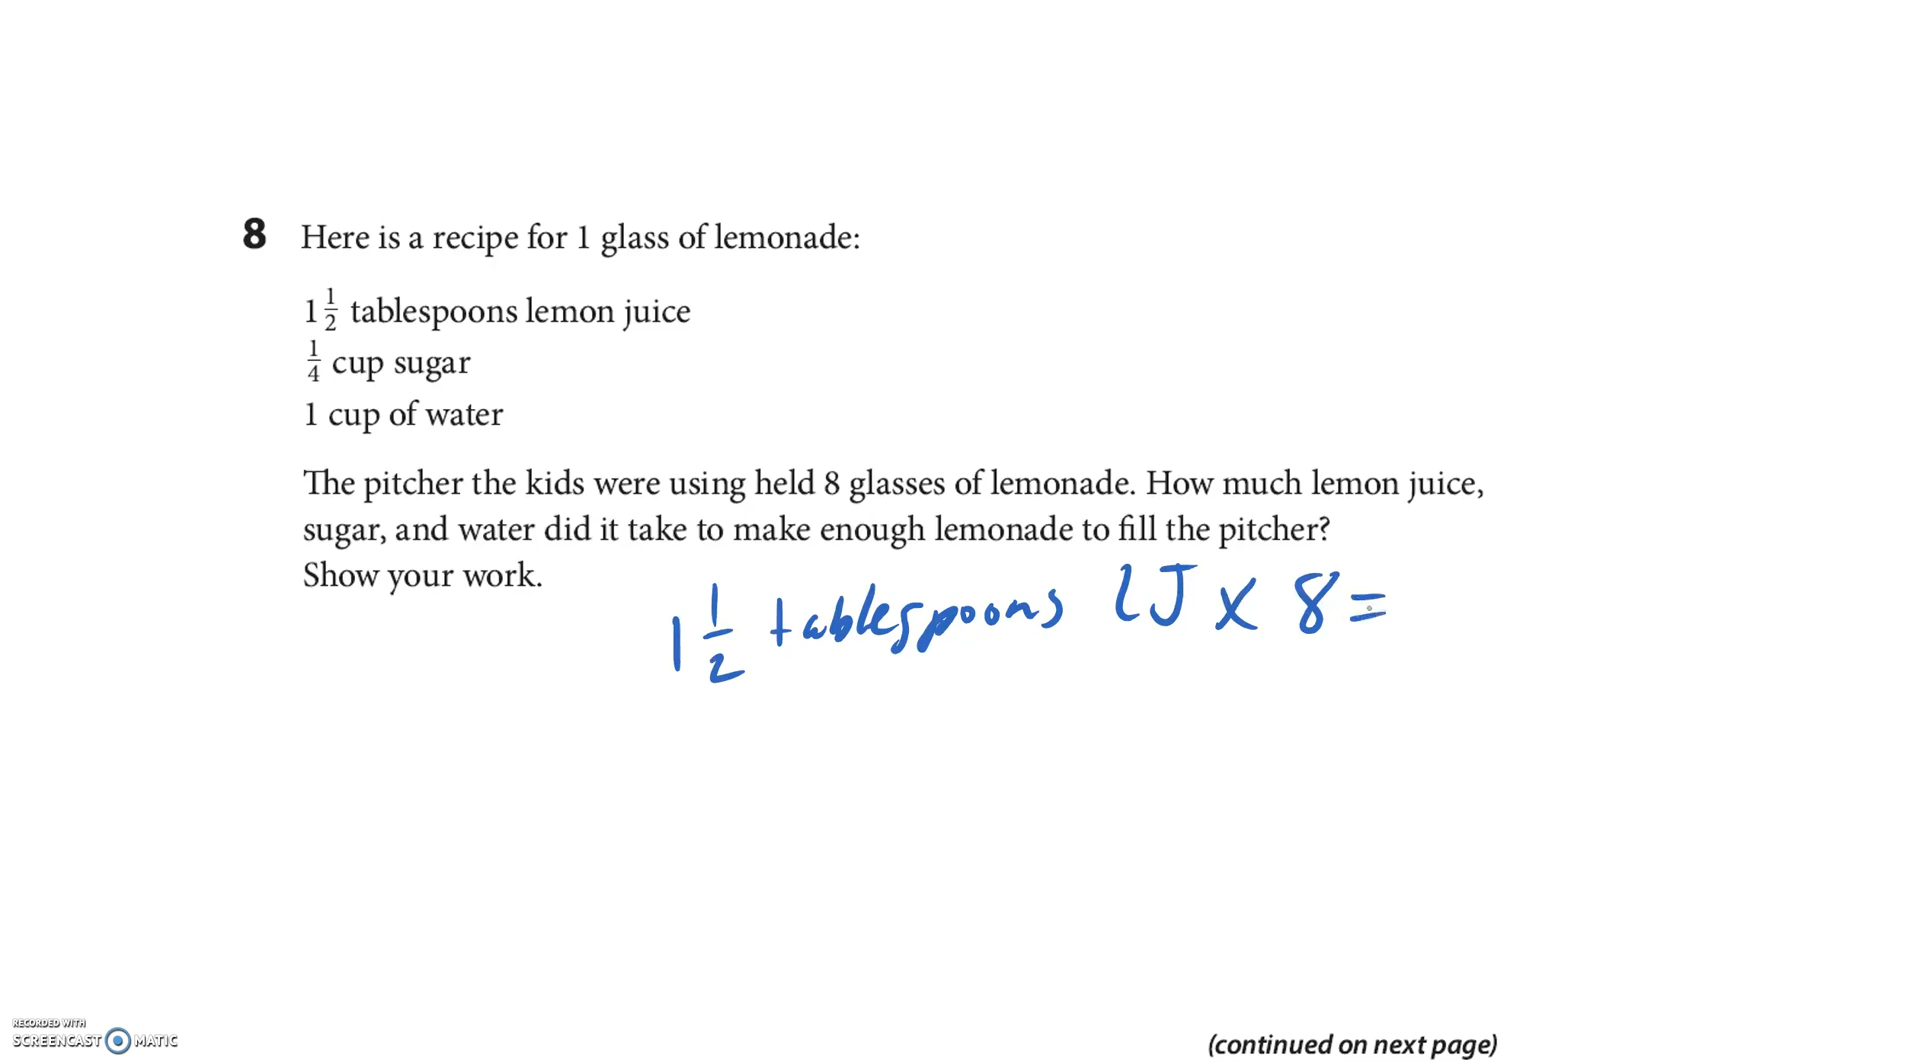 8 Here is a recipe for 1 glass of lemonade:
1 1/2 tablespoons lemon juice
1/4 cup sugar
1 cup of water
The pitcher the kids were using held 8 glasses of lemonade. How much lemon juice,
sugar, and water did it take to make enough lemonade to fill the pitcher?
Show your work.
1 1/2 tablespoons LJ x 8 =
RECORDED WITH
SCREENCAST MATIC
(continued on next page)